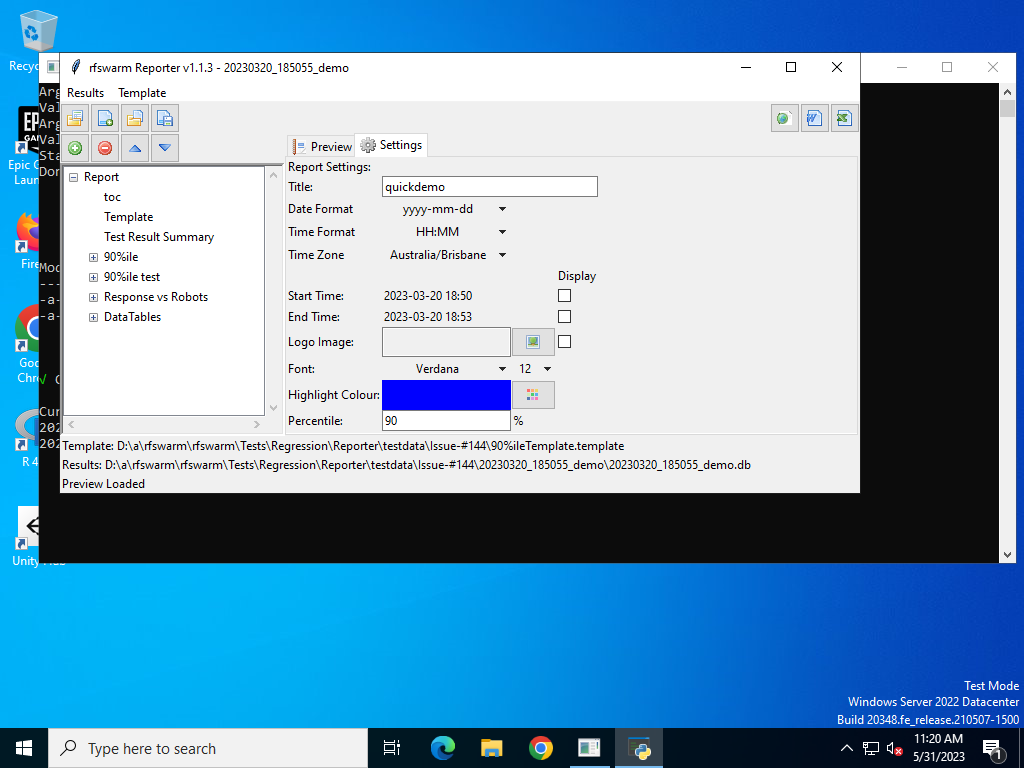 Recyc
rfswarm Reporter v1.1.3 - 20230320_185055_demo
Results Template
Arg
Val
Arg
Val
Sta
Don
EPIC
GAM
Epic G
Laun
Preview Settings
Report Settings:
Title: quickdemo
Date Format yyyy-mm-dd
Time Format HH:MM
Time Zone Australia/Brisbane
Display
Start Time: 2023-03-20 18:50
End Time: 2023-03-20 18:53
Logo Image:
Font: Verdana 12
Highlight Colour:
Percentile: 90 %
Report
toc
Template
Test Result Summary
90%ile
90%ile test
Response vs Robots
DataTables
Fire
Mod
---
-a-
-a-
Goo
Chro
√ C
Cur
202
202
R 4
Template: D:\a\rfswarm\rfswarm\Tests\Regression\Reporter\testdata\Issue-#144\90%ileTemplate.template
Results: D:\a\rfswarm\rfswarm\Tests\Regression\Reporter\testdata\Issue-#144\20230320_185055_demo\20230320_185055_demo.db
Preview Loaded
Unity Hub
Test Mode
Windows Server 2022 Datacenter
Build 20348.fe_release.210507-1500
Type here to search
11:20 AM
5/31/2023
1